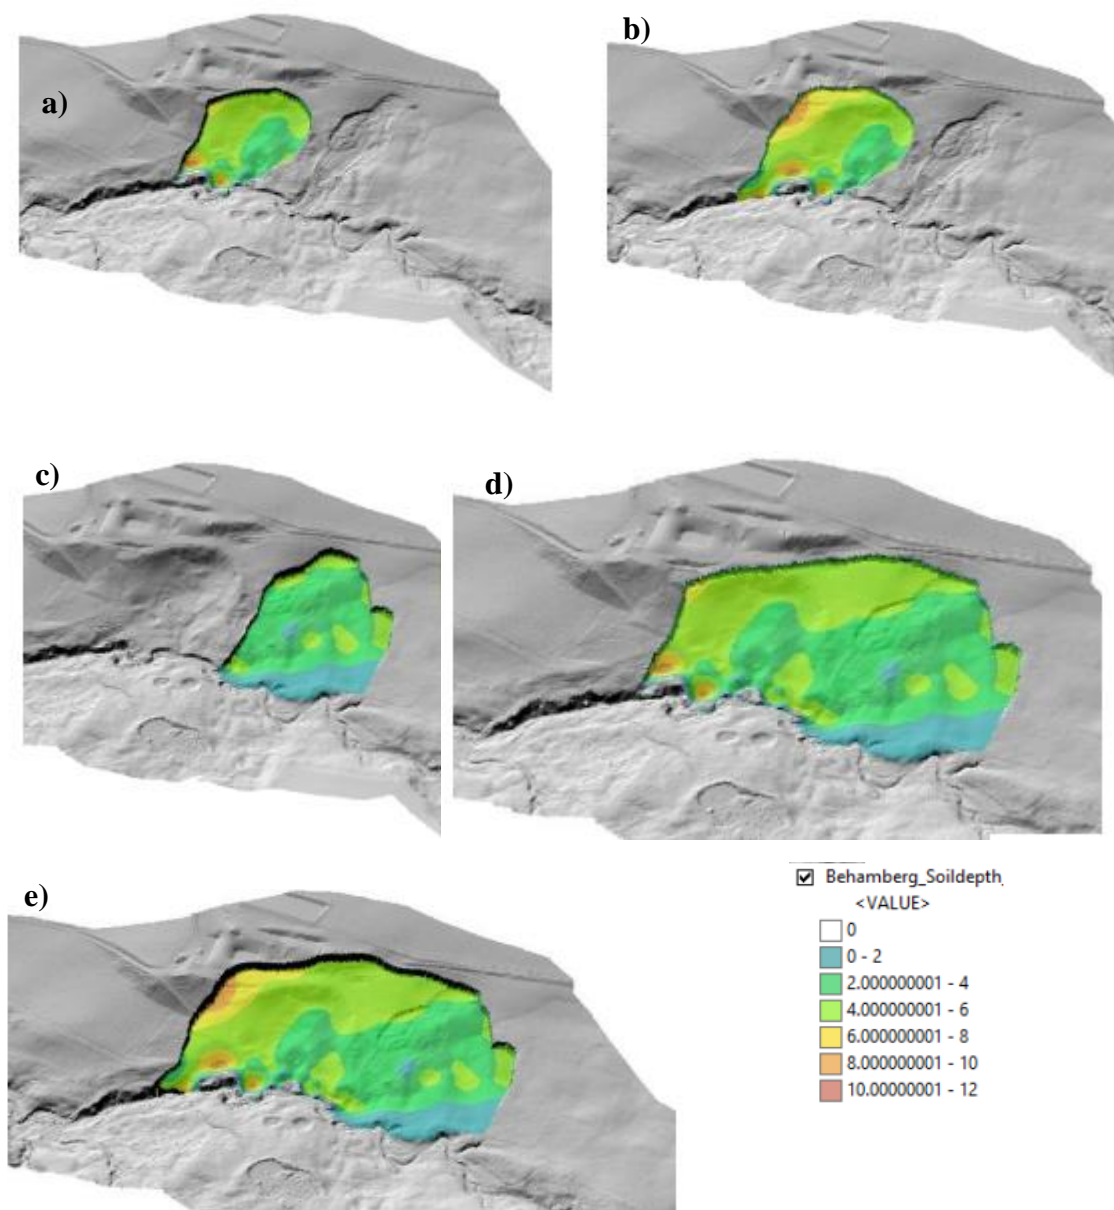 a)
b)
c)
d)
e)
Behamberg_Soildepth_
<VALUE>
0
0 - 2
2.000000001 - 4
4.000000001 - 6
6.000000001 - 8
8.000000001 - 10
10.00000001 - 12